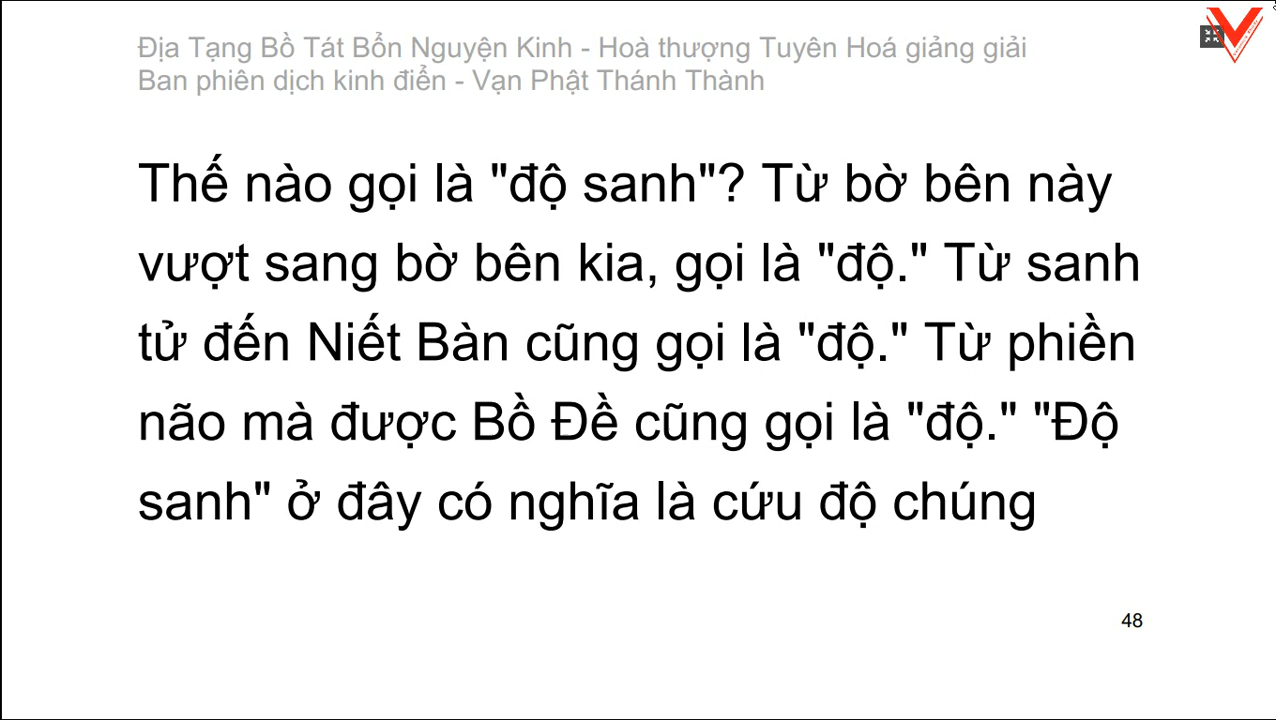 Địa Tạng Bồ Tát Bổn Nguyện Kinh - Hoà thượng Tuyên Hoá giảng giải
Ban phiên dịch kinh điển - Vạn Phật Thánh Thành
Thế nào gọi là "độ sanh"? Từ bờ bên này
vượt sang bờ bên kia, gọi là "độ." Từ sanh
tử đến Niết Bàn cũng gọi là "độ." Từ phiền
não mà được Bồ Đề cũng gọi là "độ." "Độ
sanh" ở đây có nghĩa là cứu độ chúng
48